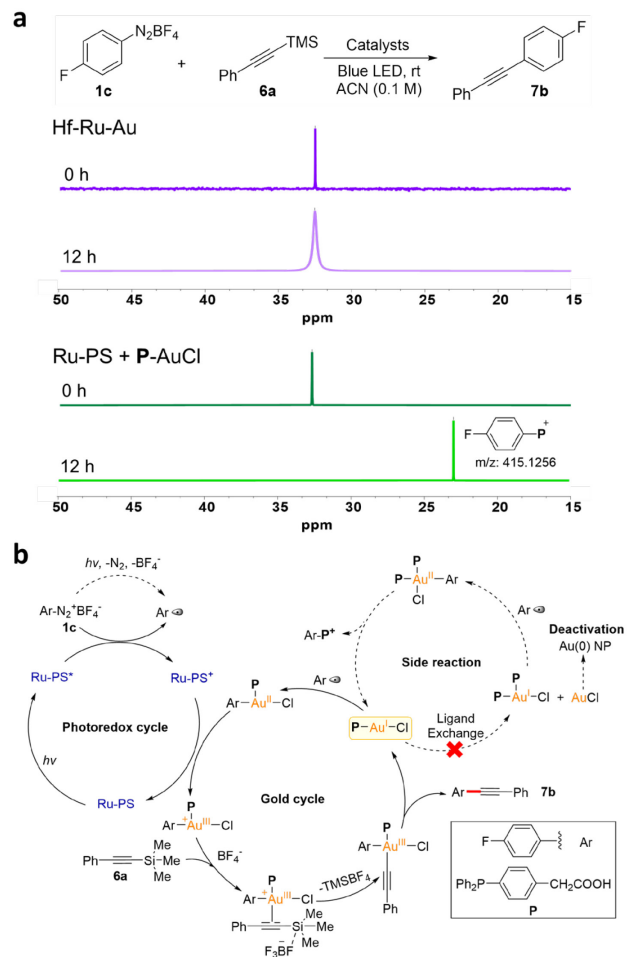 a
N₂BF₄
F
1c
+
TMS
Ph
6a
Catalysts
Blue LED, rt
ACN (0.1 M)
F
Ph
7b
Hf-Ru-Au
0 h
12 h
50 45 40 35 30 25 20 15
ppm
Ru-PS + P-AuCl
0 h
12 h
F
P⁺
m/z: 415.1256
50 45 40 35 30 25 20 15
ppm
b
hν, -N₂, -BF₄⁻
Ar-N₂⁺BF₄⁻
1c
Ar
Ru-PS*
Ru-PS⁺
Photoredox cycle
hν
Ru-PS
P
P-Auᴵᴵ-Ar
Cl
Ar-P⁺
Ar
Side reaction
Deactivation
Au(0) NP
P
P-Auᴵ-Cl + AuCl
Ligand
Exchange
P-Auᴵ-Cl
Ar
P
Ar-Auᴵᴵ-Cl
Gold cycle
P
Ar-Auᴵᴵᴵ-Cl
+
BF₄⁻
Me
Ph Si-Me
Me
6a
P
Ar-Auᴵᴵᴵ-Cl
+
Ph Si Me
Me
Me
F₃BF
-TMSBF₄
P
Ar-Auᴵᴵᴵ-Cl
Ph
Ar Ph 7b
F Ar
Ph₂P CH₂COOH
P